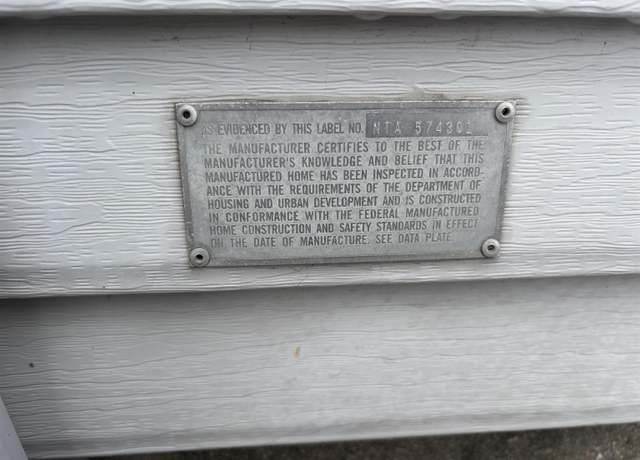 AS EVIDENCED BY THIS LABEL NO. NTA 574301
THE MANUFACTURER CERTIFIES TO THE BEST OF THE
MANUFACTURER'S KNOWLEDGE AND BELIEF THAT THIS
MANUFACTURED HOME HAS BEEN INSPECTED IN ACCORD-
ANCE WITH THE REQUIREMENTS OF THE DEPARTMENT OF
HOUSING AND URBAN DEVELOPMENT AND IS CONSTRUCTED
IN CONFORMANCE WITH THE FEDERAL MANUFACTURED
HOME CONSTRUCTION AND SAFETY STANDARDS IN EFFECT
ON THE DATE OF MANUFACTURE. SEE DATA PLATE.